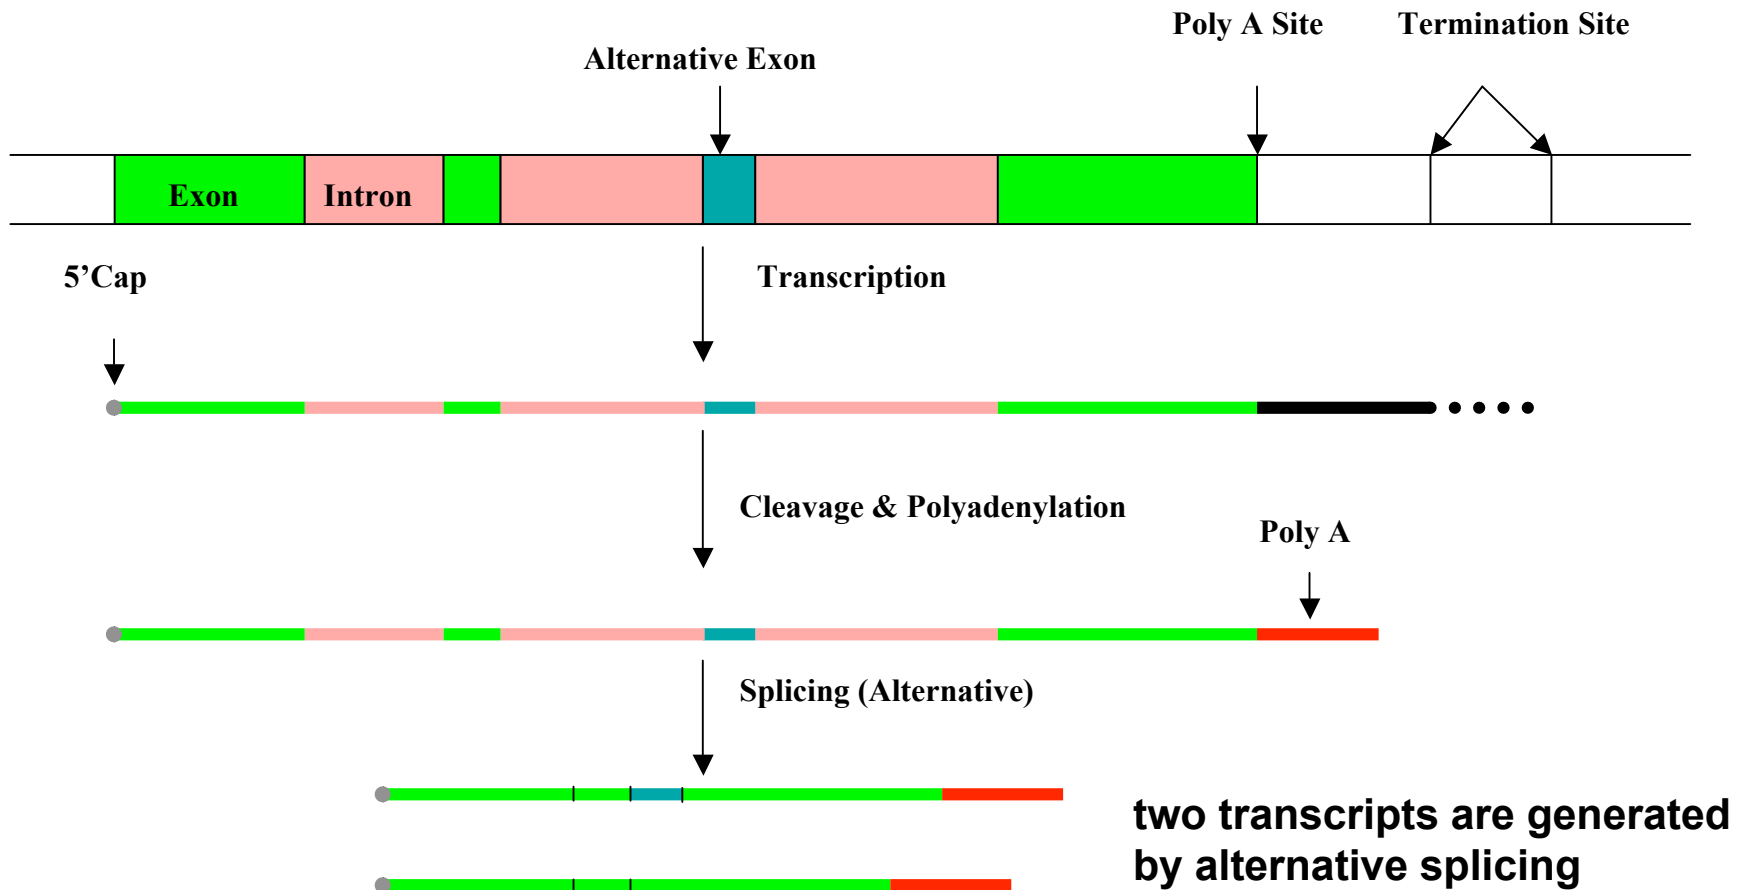 Poly A Site
Termination Site
Alternative Exon
Exon
Intron
5’Cap
Transcription
Cleavage & Polyadenylation
Poly A
Splicing (Alternative)
two transcripts are generated
by alternative splicing